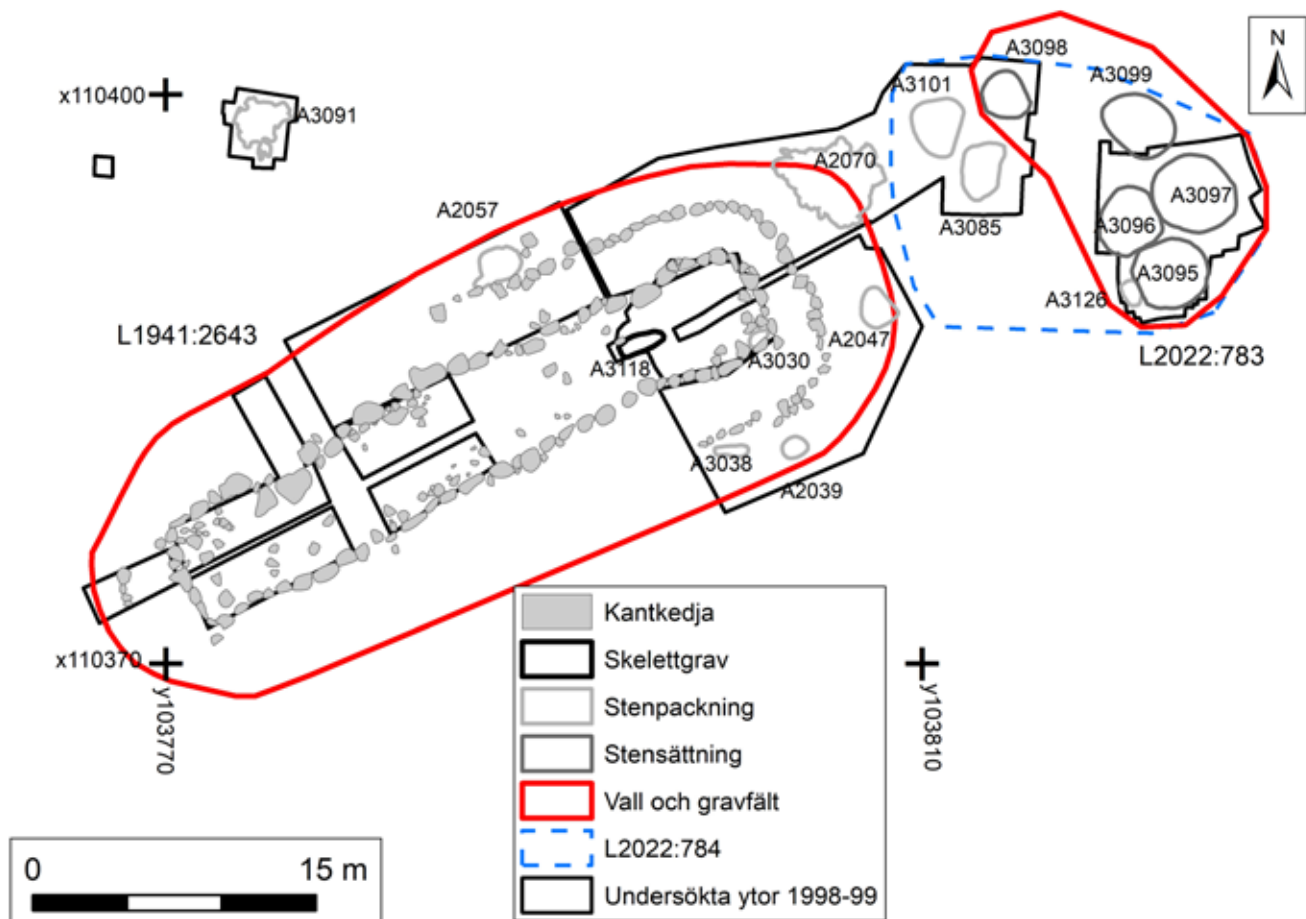 N
A3098
A3099
A3101
x110400
A3091
A2070
A3097
A2057
A3096
A3085
A3095
A3126
L1941:2643
A2047
A3118
A3030
L2022:783
A3038
A2039
x110370
y103770
y103810
Kantkedja
Skelettgrav
Stenpackning
Stensättning
Vall och gravfält
L2022:784
Undersökta ytor 1998-99
0 15 m